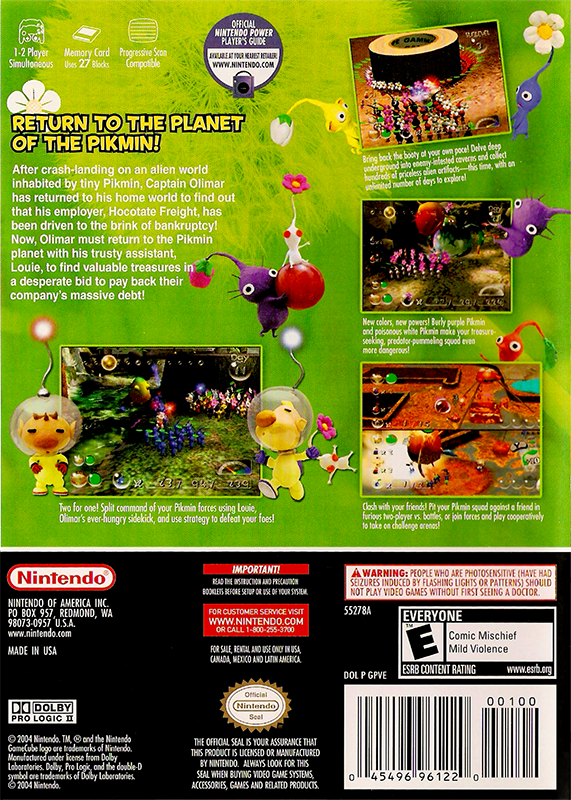 1-2 Player
Simultaneous
Memory Card
Uses 27 Blocks
Progressive Scan
Compatible
OFFICIAL
NINTENDO POWER
PLAYER'S GUIDE
AVAILABLE AT YOUR NEAREST RETAILER!
WWW.NINTENDO.COM
RETURN TO THE PLANET
OF THE PIKMIN!
After crash-landing on an alien world
inhabited by tiny Pikmin, Captain Olimar
has returned to his home world to find out
that his employer, Hocotate Freight, has
been driven to the brink of bankruptcy!
Now, Olimar must return to the Pikmin
planet with his trusty assistant,
Louie, to find valuable treasures in
a desperate bid to pay back their
company's massive debt!
Bring back the booty at your own pace! Delve deep
underground into enemy-infested caverns and collect
hundreds of priceless alien artifacts—this time, with an
unlimited number of days to explore!
New colors, new powers! Burly purple Pikmin
and poisonous white Pikmin make your treasure-
seeking, predator-pummeling squad even
more dangerous!
Two for one! Split command of your Pikmin forces using Louie,
Olimar's ever-hungry sidekick, and use strategy to defeat your foes!
Clash with your friends! Pit your Pikmin squad against a friend in
furious two-player vs. battles, or join forces and play cooperatively
to take on challenge arenas!
Nintendo®
NINTENDO OF AMERICA INC.
PO BOX 957, REDMOND, WA
98073-0957 U.S.A.
www.nintendo.com
MADE IN USA
DOLBY
PRO LOGIC II
© 2004 Nintendo. TM, ® and the Nintendo
GameCube logo are trademarks of Nintendo.
Manufactured under license from Dolby
Laboratories. Dolby, Pro Logic, and the double-D
symbol are trademarks of Dolby Laboratories.
© 2004 Nintendo.
IMPORTANT!
READ THE INSTRUCTION AND PRECAUTION
BOOKLETS BEFORE SETUP OR USE OF YOUR SYSTEM.
FOR CUSTOMER SERVICE VISIT
WWW.NINTENDO.COM
OR CALL 1-800-255-3700
FOR SALE, RENTAL AND USE ONLY IN USA,
CANADA, MEXICO AND LATIN AMERICA.
Official
Nintendo
Seal
THE OFFICIAL SEAL IS YOUR ASSURANCE THAT
THIS PRODUCT IS LICENSED OR MANUFACTURED
BY NINTENDO. ALWAYS LOOK FOR THIS
SEAL WHEN BUYING VIDEO GAME SYSTEMS,
ACCESSORIES, GAMES AND RELATED PRODUCTS.
WARNING: PEOPLE WHO ARE PHOTOSENSITIVE (HAVE HAD
SEIZURES INDUCED BY FLASHING LIGHTS OR PATTERNS) SHOULD
NOT PLAY VIDEO GAMES WITHOUT FIRST SEEING A DOCTOR.
55278A
DOL P GPVE
EVERYONE
E
Comic Mischief
Mild Violence
ESRB CONTENT RATING www.esrb.org
00100
0 45496 96122 0